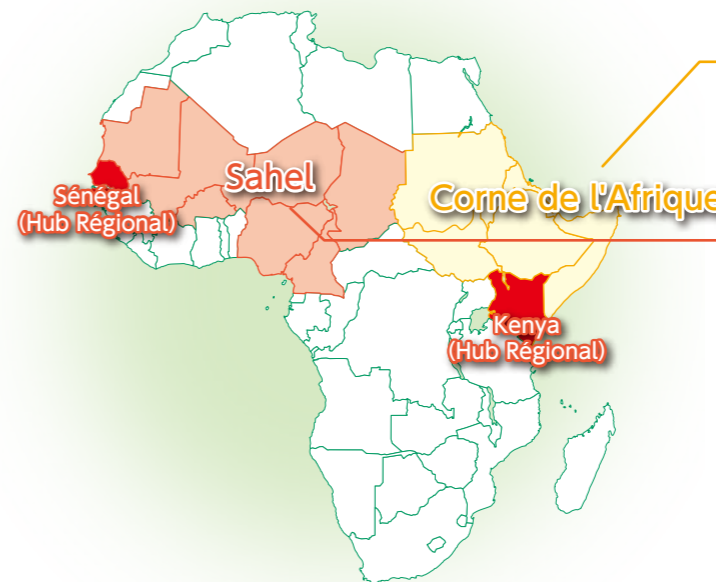 Sahel
Sénégal
(Hub Régional)
Corne de l'Afrique
Kenya
(Hub Régional)